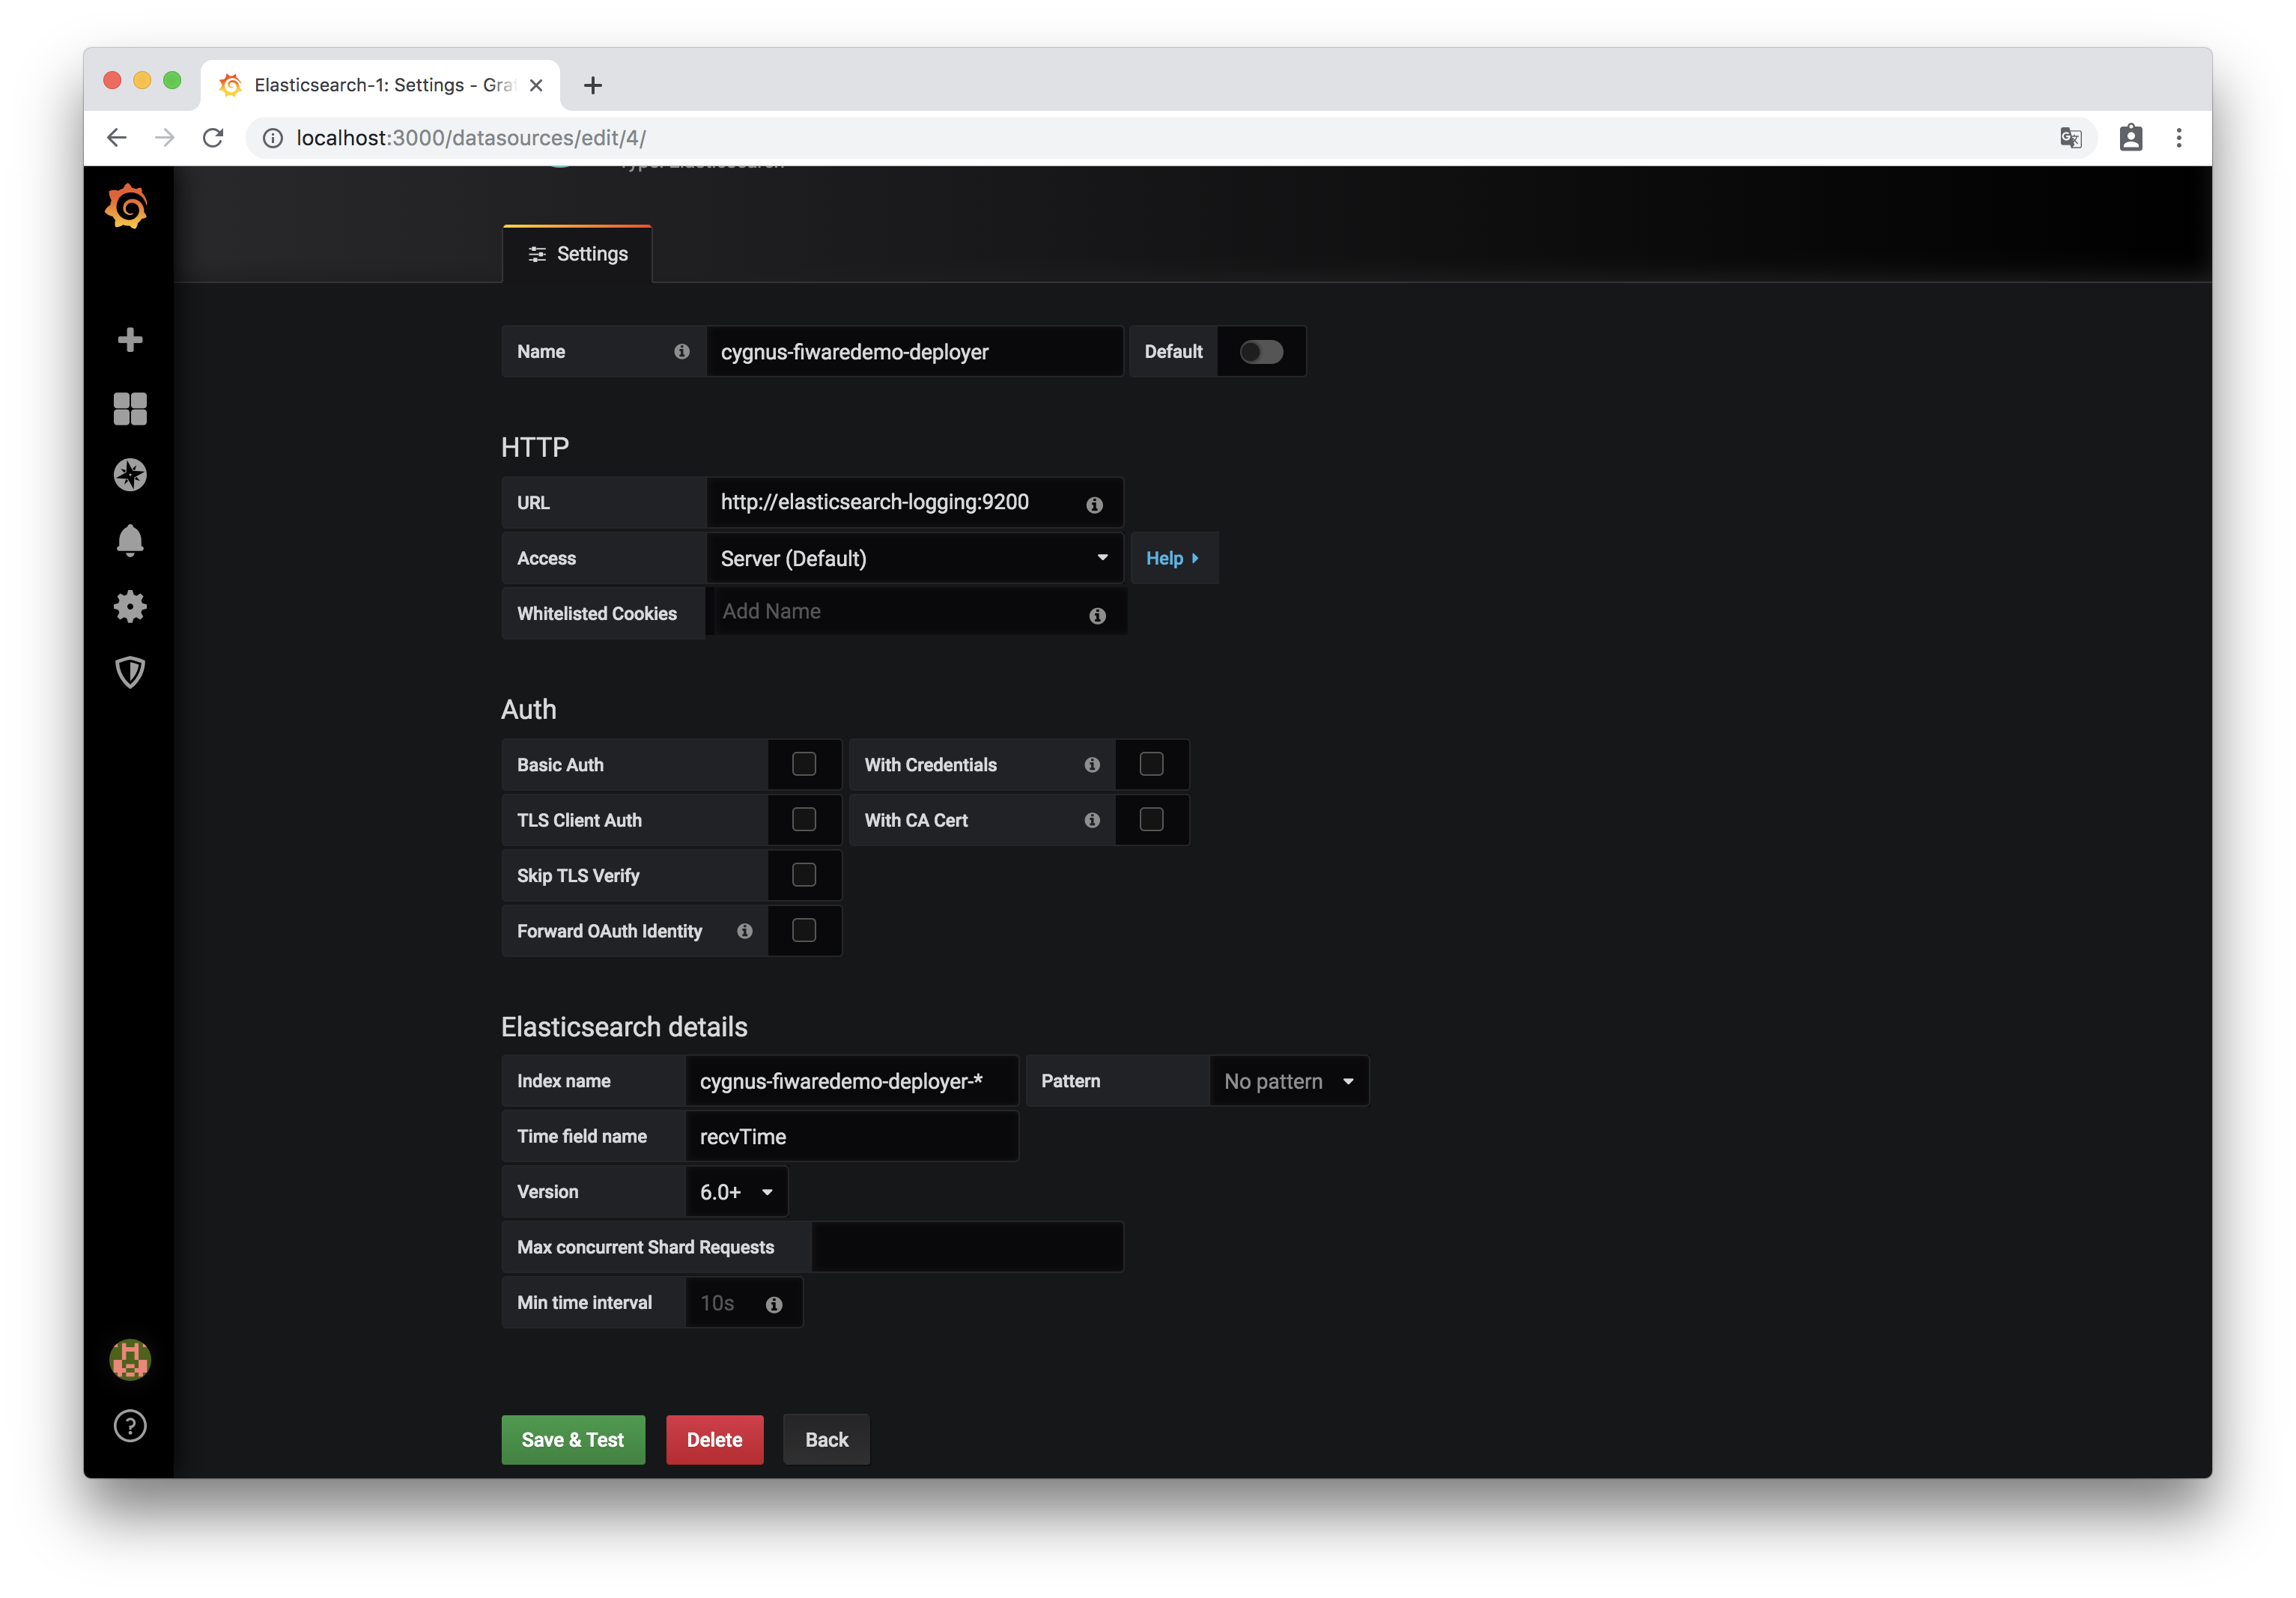 Elasticsearch-1: Settings - Gra
localhost:3000/datasources/edit/4/
Type: Elasticsearch
Settings
Name cygnus-fiwaredemo-deployer Default
HTTP
URL http://elasticsearch-logging:9200
Access Server (Default) Help
Whitelisted Cookies Add Name
Auth
Basic Auth With Credentials
TLS Client Auth With CA Cert
Skip TLS Verify
Forward OAuth Identity
Elasticsearch details
Index name cygnus-fiwaredemo-deployer-* Pattern No pattern
Time field name recvTime
Version 6.0+
Max concurrent Shard Requests
Min time interval 10s
Save & Test Delete Back